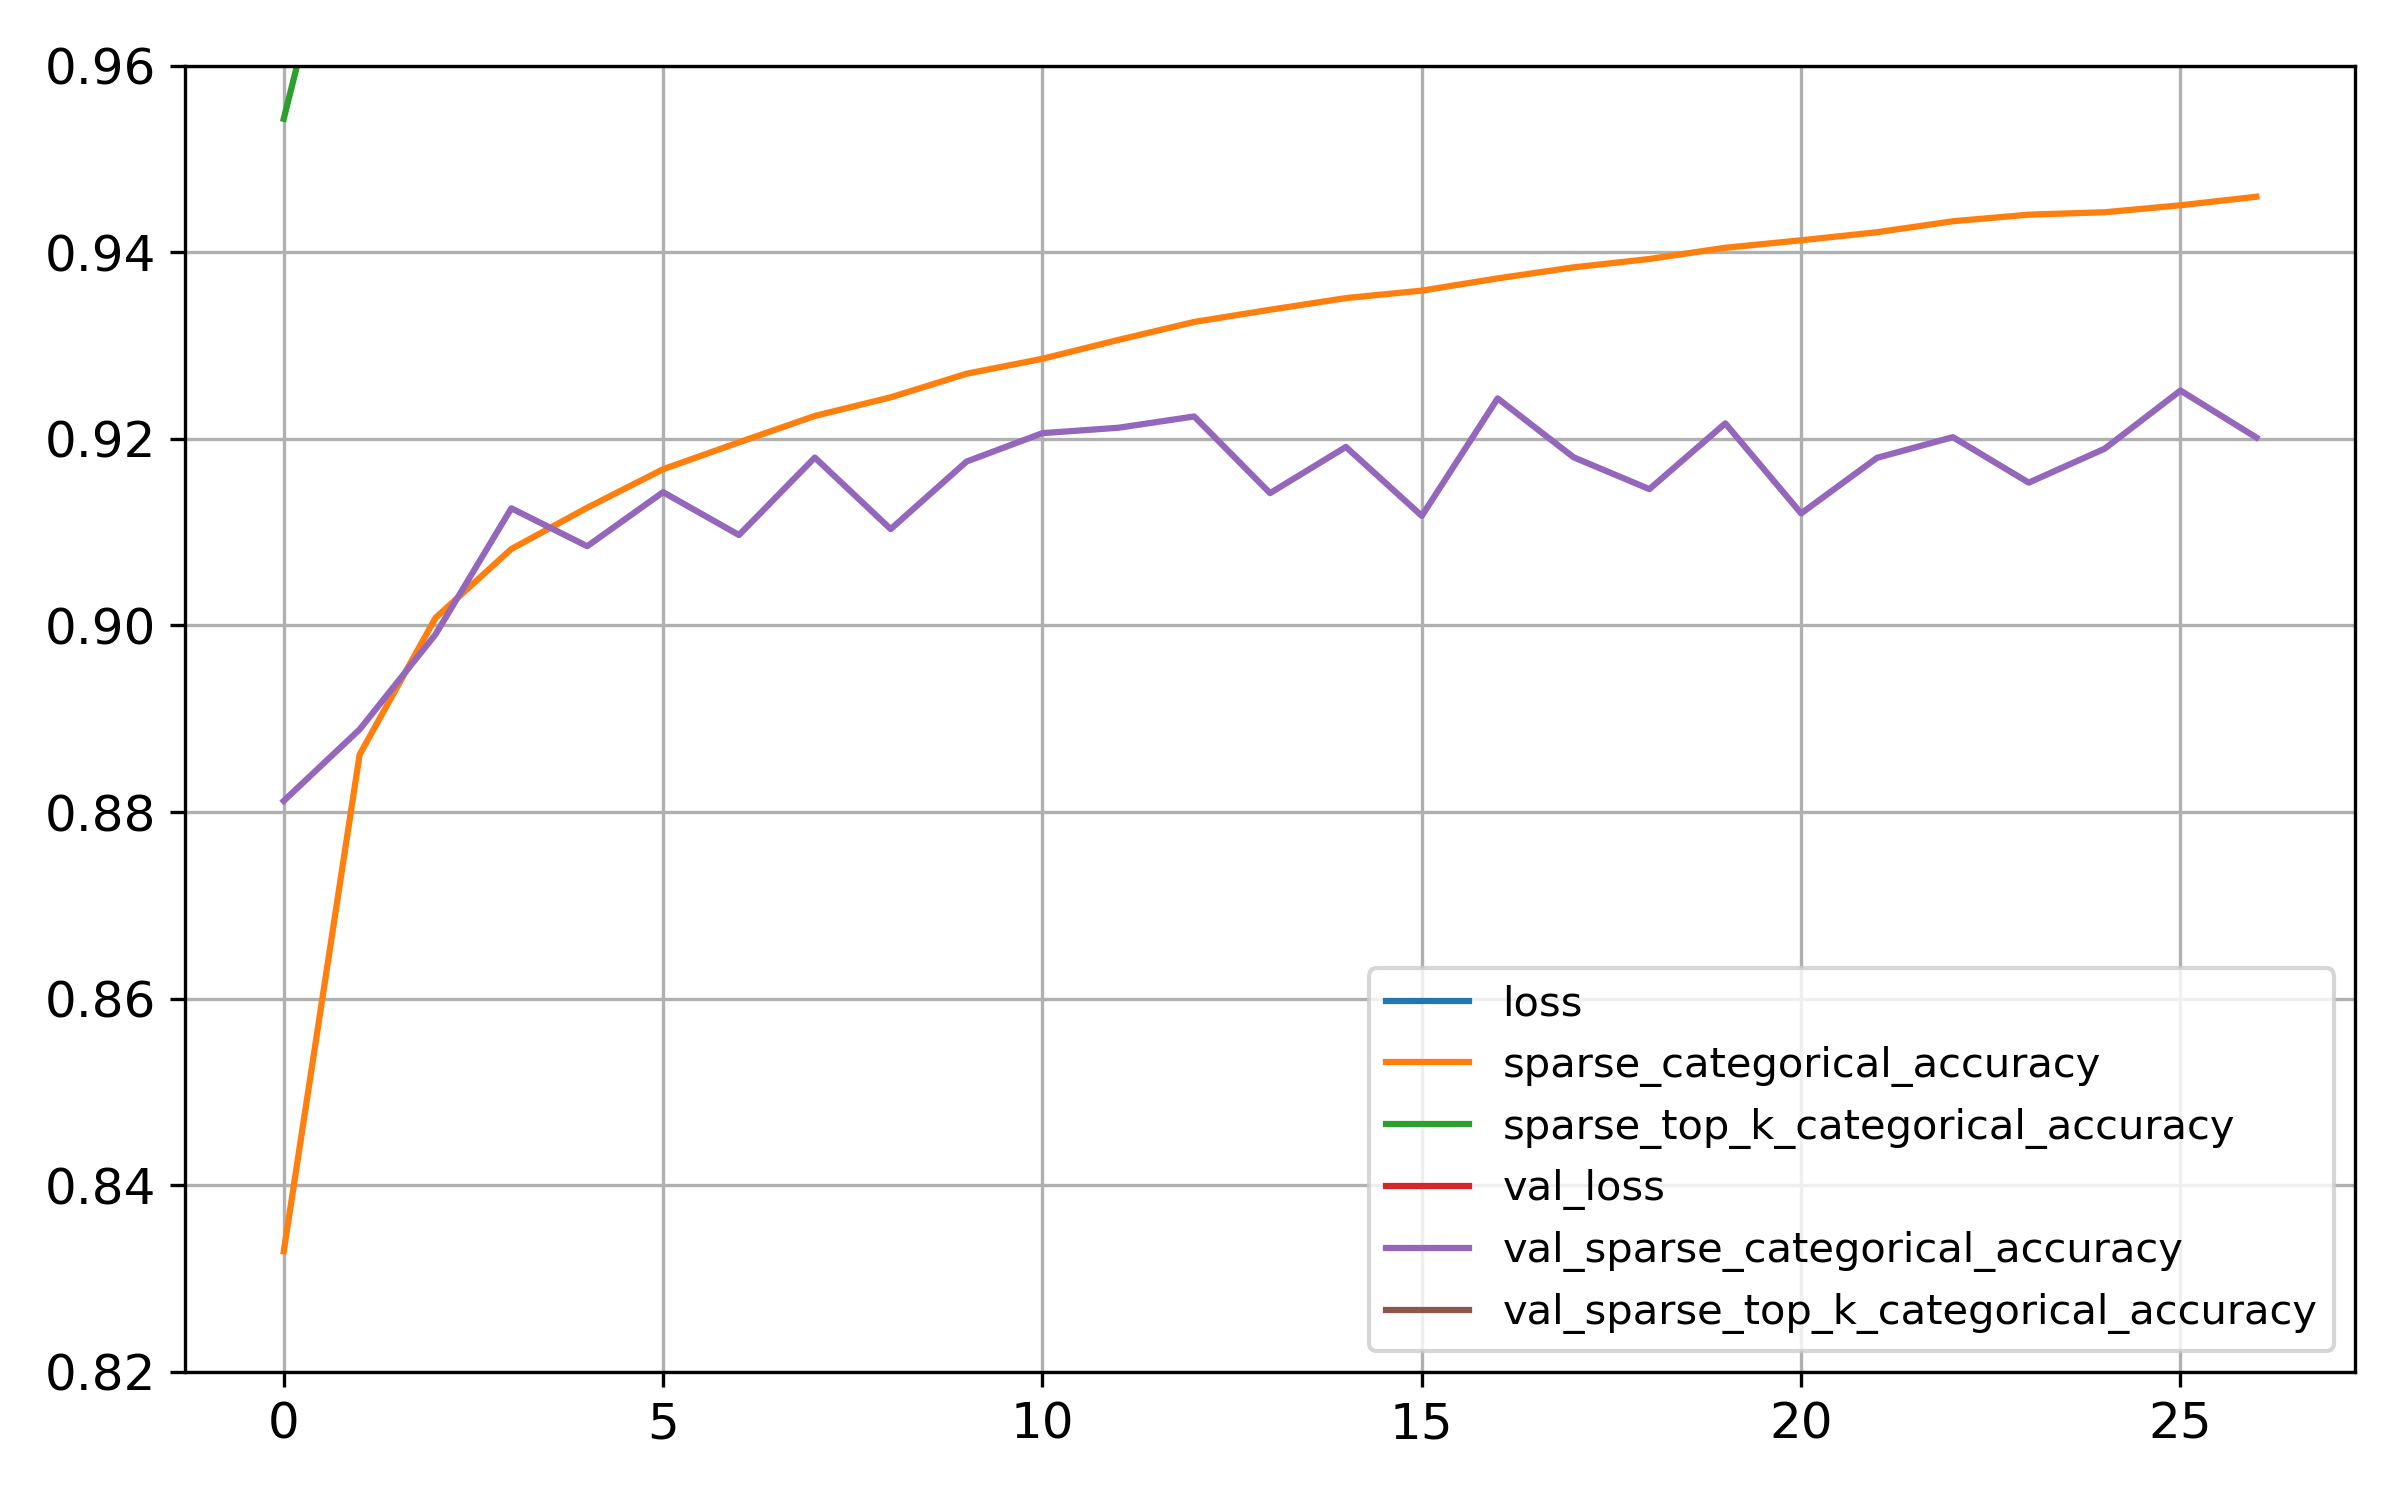 0.96
0.94
0.92
0.90
0.88
0.86
0.84
0.82
loss
sparse_categorical_accuracy
sparse_top_k_categorical_accuracy
val_loss
val_sparse_categorical_accuracy
val_sparse_top_k_categorical_accuracy
0 5 10 15 20 25